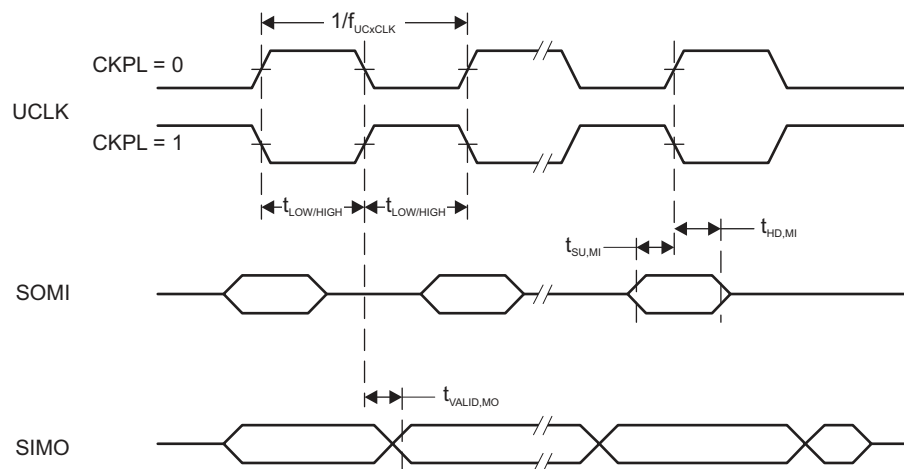 1/fUCxCLK
CKPL = 0
UCLK
CKPL = 1
tLOW/HIGH tLOW/HIGH
tHD,MI
tSU,MI
SOMI
tVALID,MO
SIMO